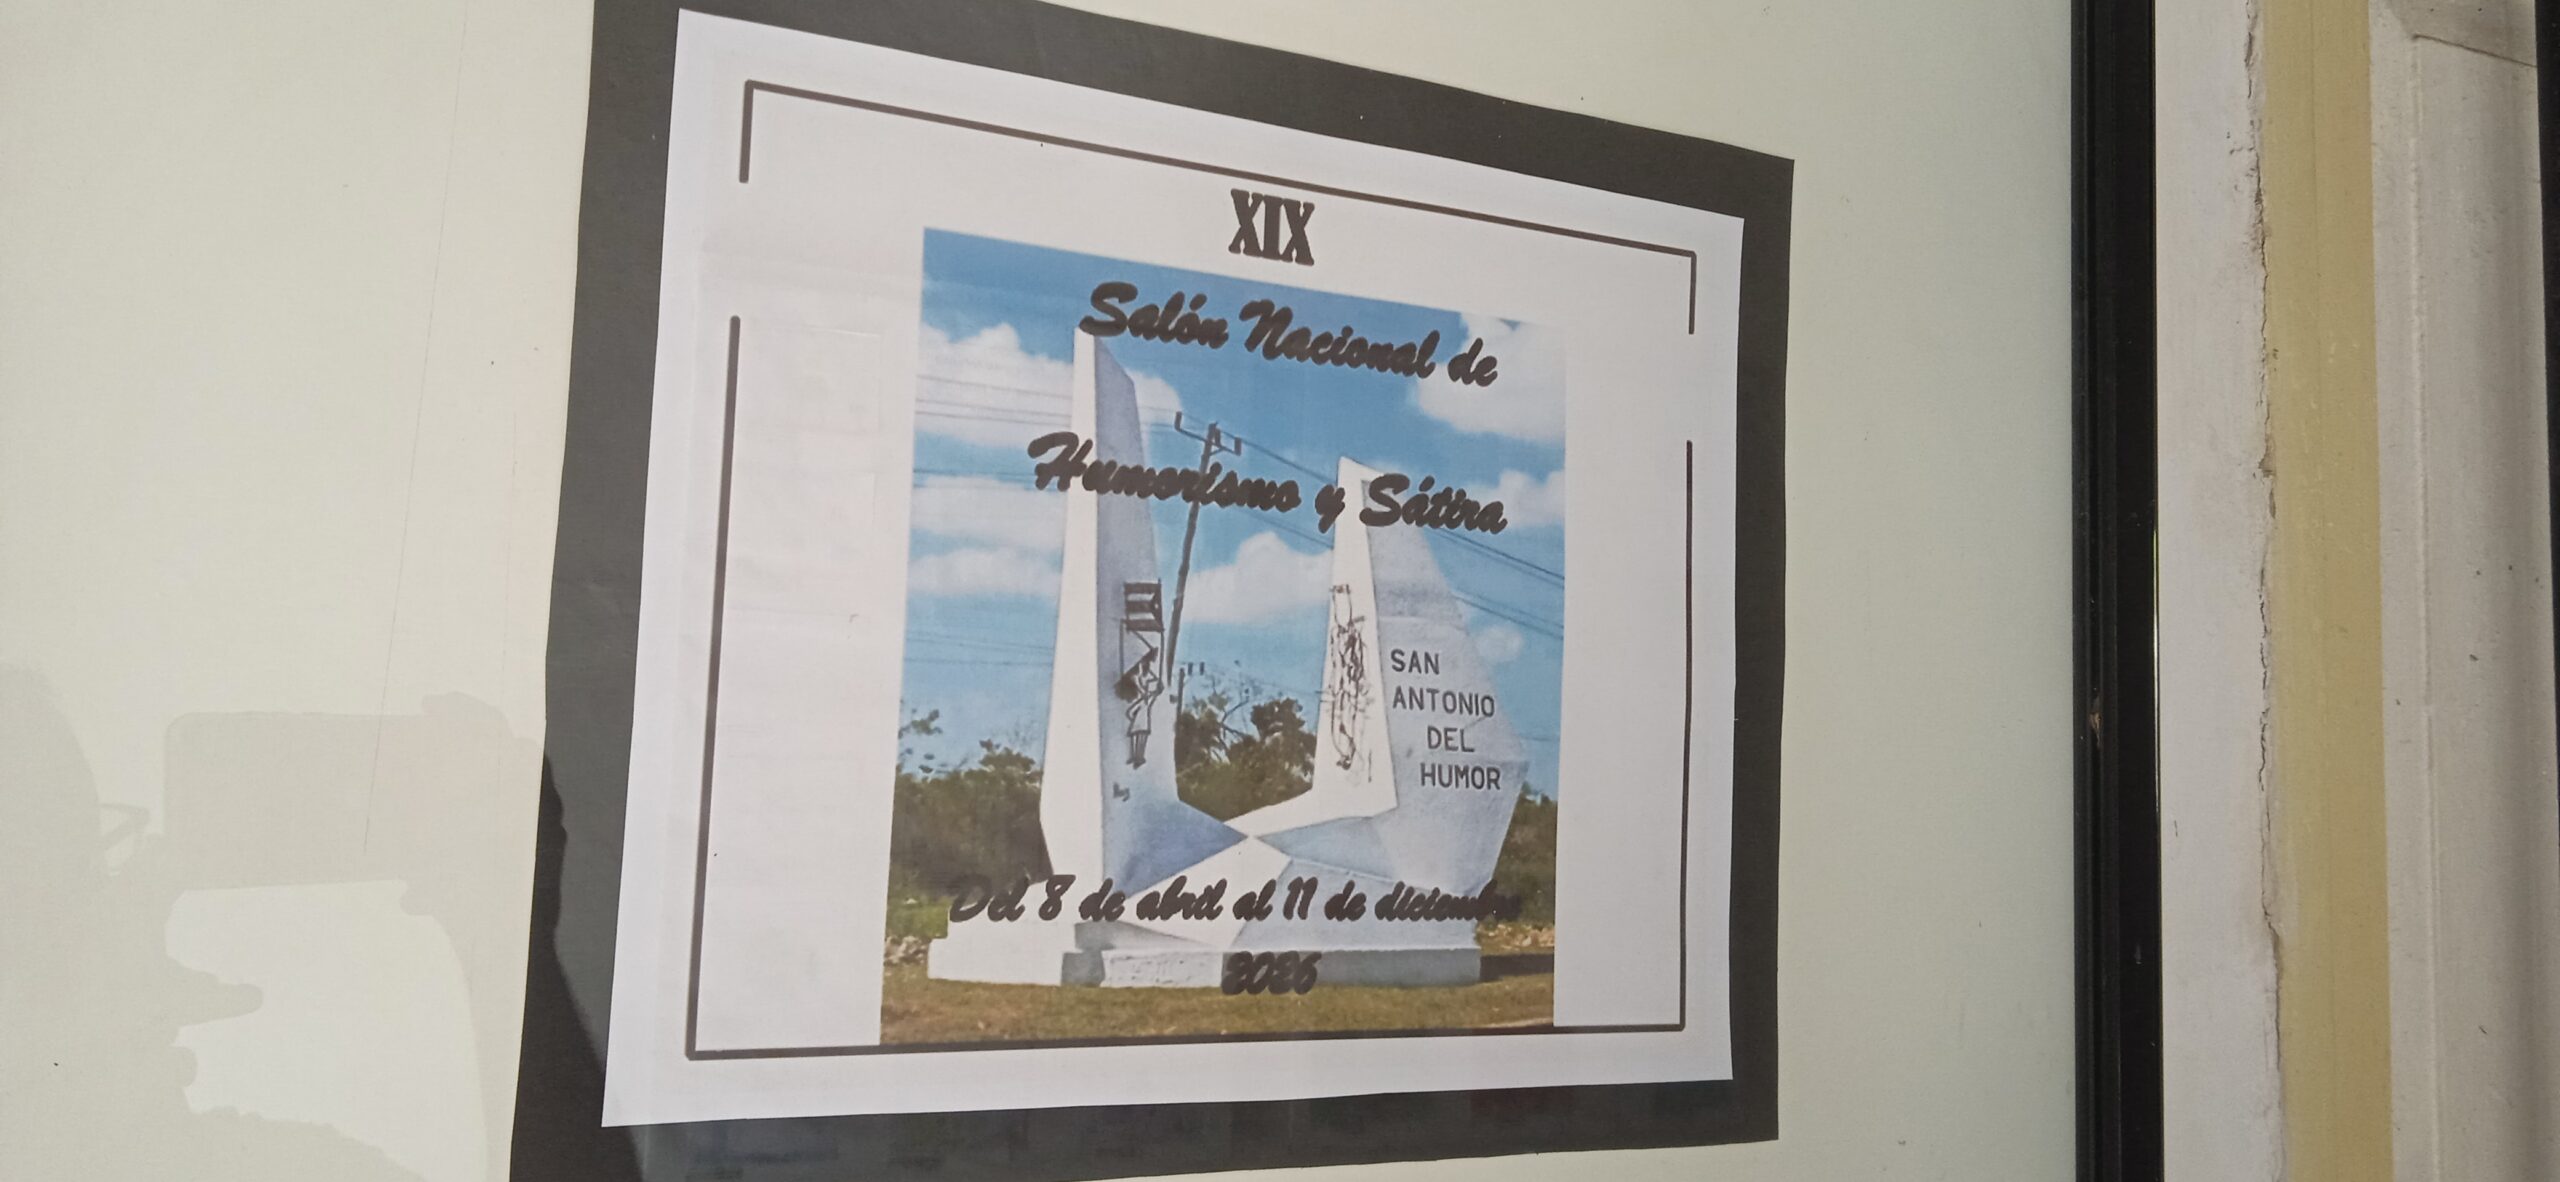 XIX
Salón Nacional de
Humorismo y Sátira
SAN
ANTONIO
DEL
HUMOR
Del 8 de abril al 11 de diciembre
2026